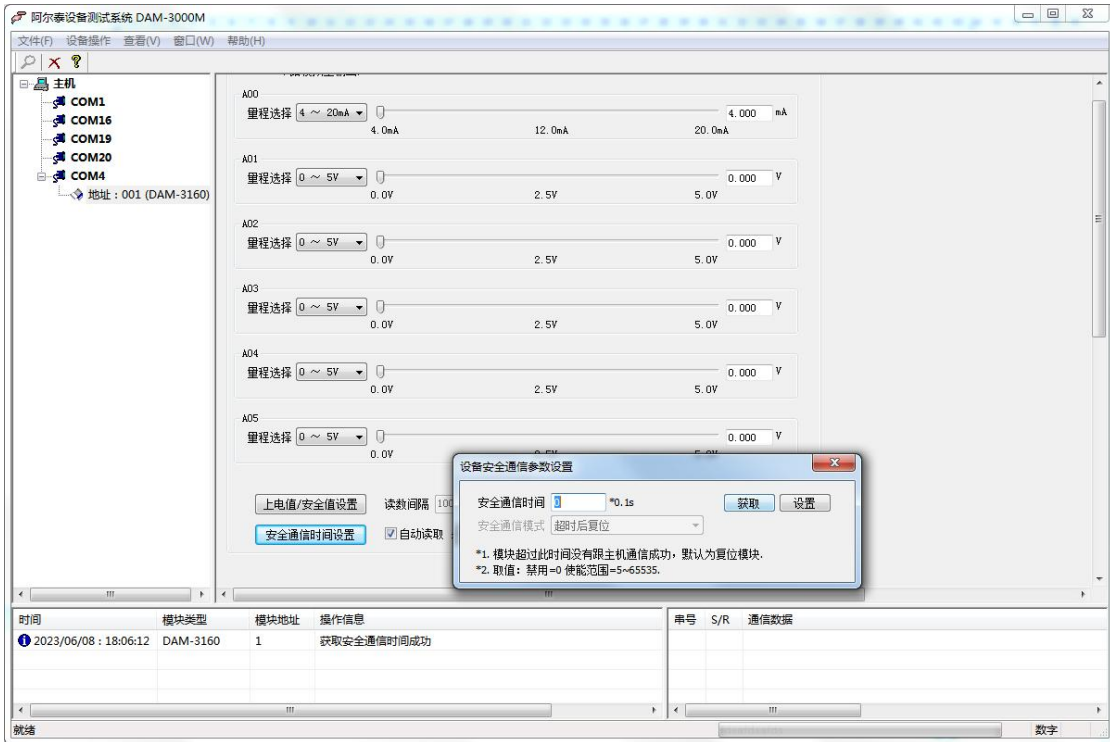 阿尔泰设备测试系统 DAM-3000M
文件(F) 设备操作 查看(V) 窗口(W) 帮助(H)
主机
COM1
COM16
COM19
COM20
COM4
地址：001 (DAM-3160)
AO0
量程选择 4 ～ 20mA 4.000 mA
4.0mA 12.0mA 20.0mA
AO1
量程选择 0 ～ 5V 0.000 V
0.0V 2.5V 5.0V
AO2
量程选择 0 ～ 5V 0.000 V
0.0V 2.5V 5.0V
AO3
量程选择 0 ～ 5V 0.000 V
0.0V 2.5V 5.0V
AO4
量程选择 0 ～ 5V 0.000 V
0.0V 2.5V 5.0V
AO5
量程选择 0 ～ 5V 0.000 V
0.0V
上电值/安全值设置 读数间隔
安全通信时间设置 自动读取
设备安全通信参数设置
安全通信时间 0 *0.1s 获取 设置
安全通信模式 超时后复位
*1. 模块超过此时间没有跟主机通信成功，默认为复位模块.
*2. 取值：禁用=0 使能范围=5~65535.
时间 模块类型 模块地址 操作信息
2023/06/08 : 18:06:12 DAM-3160 1 获取安全通信时间成功
串号 S/R 通信数据
就绪 数字